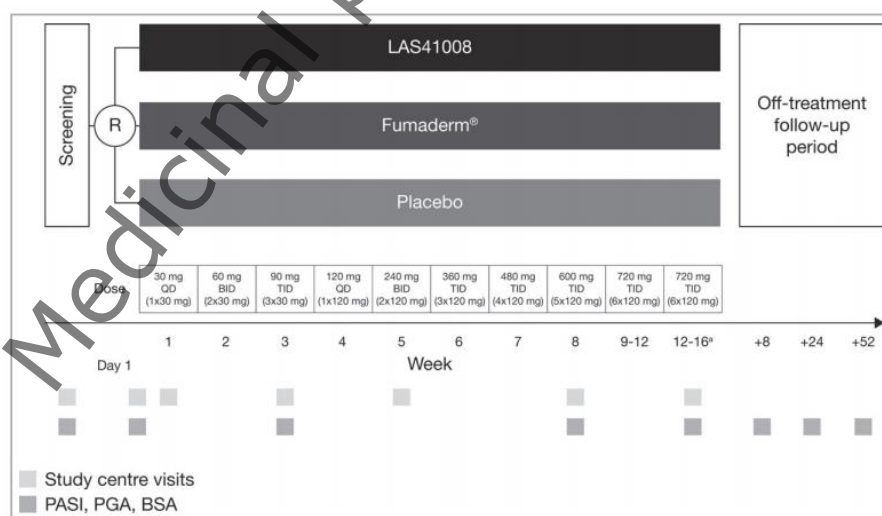 Medicinal p
LAS41008
Screening
R
Fumaderm®
Placebo
Off-treatment
follow-up
period
Dose
30 mg
QD
(1x30 mg)
60 mg
BID
(2x30 mg)
90 mg
TID
(3x30 mg)
120 mg
QD
(1x120 mg)
240 mg
BID
(2x120 mg)
360 mg
TID
(3x120 mg)
480 mg
TID
(4x120 mg)
600 mg
TID
(5x120 mg)
720 mg
TID
(6x120 mg)
720 mg
TID
(6x120 mg)
1 2 3 4 5 6 7 8 9-12 12-16ª +8 +24 +52
Day 1 Week
Study centre visits
PASI, PGA, BSA